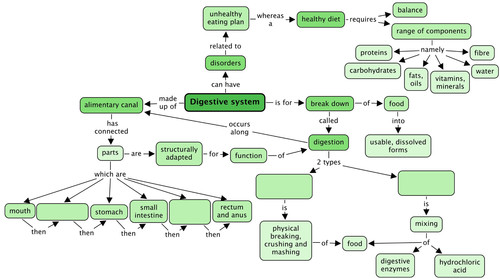 balance
unhealthy
eating plan
whereas
a
healthy diet
requires
range of components
related to
namely
proteins
fibre
carbohydrates
fats,
oils
vitamins,
minerals
water
disorders
can have
alimentary canal
made
up of
Digestive system
is for
break down
of
food
has
connected
occurs
along
called
into
digestion
usable, dissolved
forms
parts
are
structurally
adapted
for
function
of
2 types
which are
mouth
stomach
small
intestine
rectum
and anus
then
then
then
then
then
is
is
physical
breaking,
crushing and
mashing
of
food
mixing
of
digestive
enzymes
hydrochloric
acid